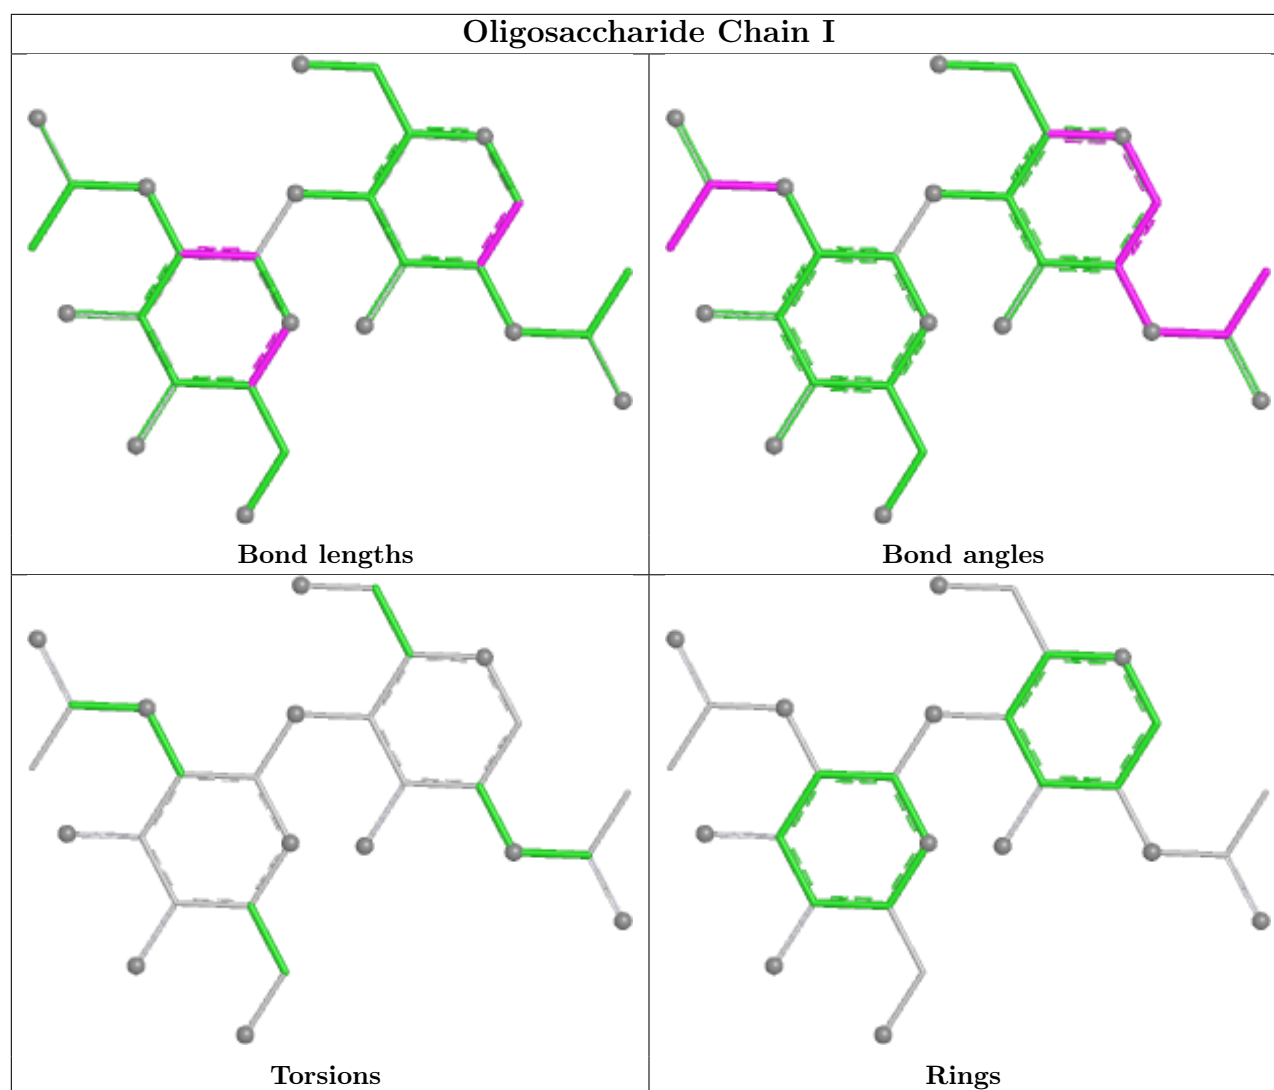 Oligosaccharide Chain I
Bond lengths
Bond angles
Torsions
Rings